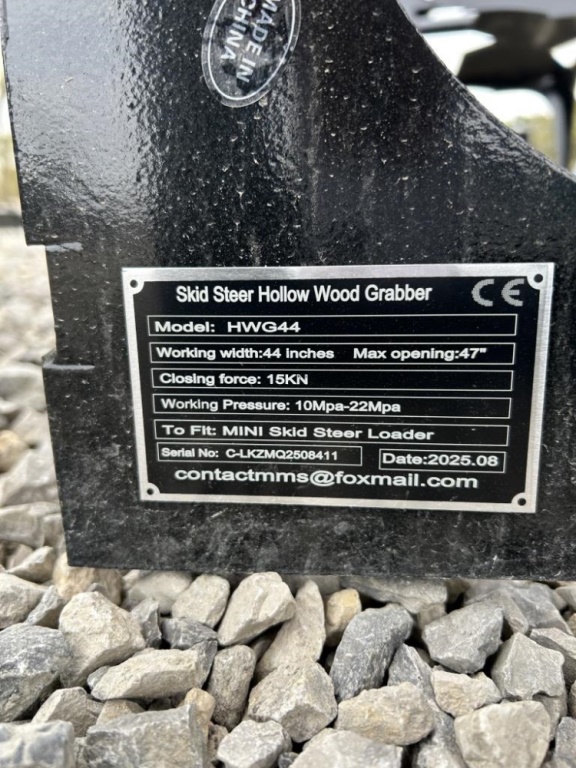 MADE IN
CHINA
Skid Steer Hollow Wood Grabber CE
Model: HWG44
Working width:44 inches Max opening:47"
Closing force: 15KN
Working Pressure: 10Mpa-22Mpa
To Fit: MINI Skid Steer Loader
Serial No: C-LKZMQ2508411 Date:2025.08
contactmms@foxmail.com